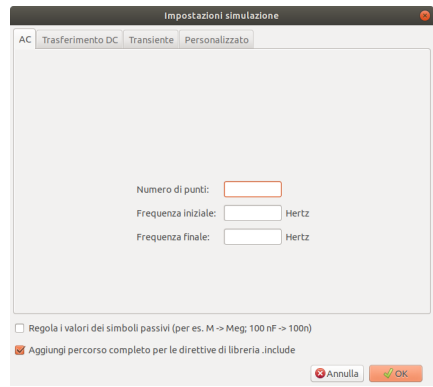 Impostazioni simulazione
AC Trasferimento DC Transiente Personalizzato
Numero di punti:
Frequenza iniziale: Hertz
Frequenza finale: Hertz
Regola i valori dei simboli passivi (per es. M -> Meg; 100 nF -> 100n)
Aggiungi percorso completo per le direttive di libreria .include
Annulla OK